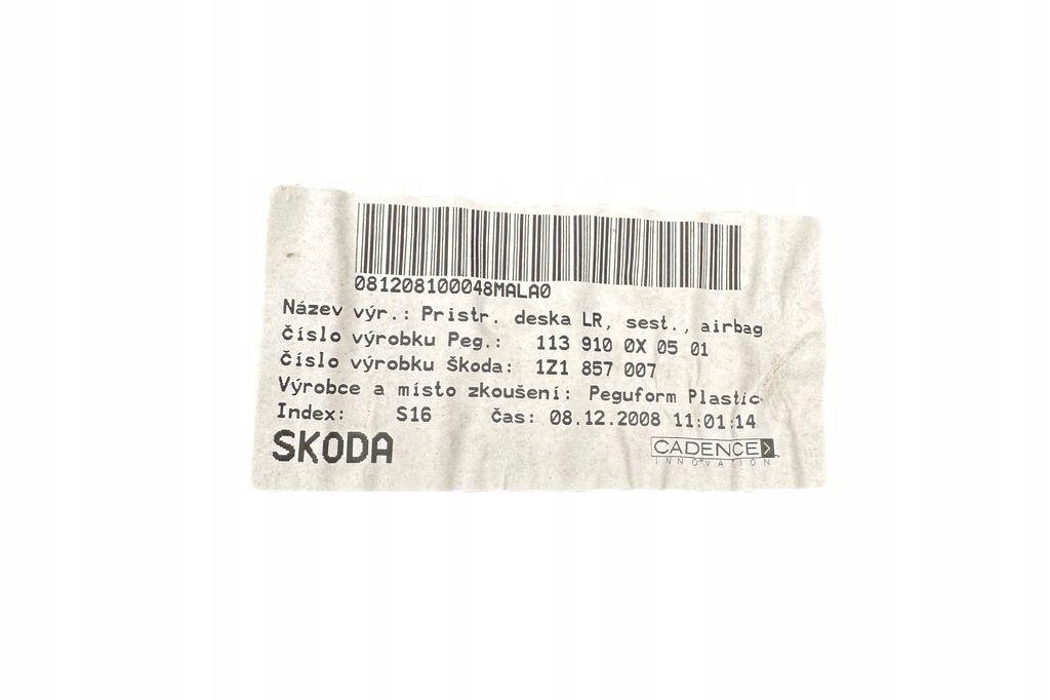 081208100048MALA0
Název výr.: Pristr. deska LR, sest., airbag
číslo výrobku Peg.: 113 910 0X 05 01
číslo výrobku škoda: 1Z1 857 007
Výrobce a místo zkoušení: Peguform Plastic
Index: S16 čas: 08.12.2008 11:01:14
SKODA
CADENCE
INNOVATION